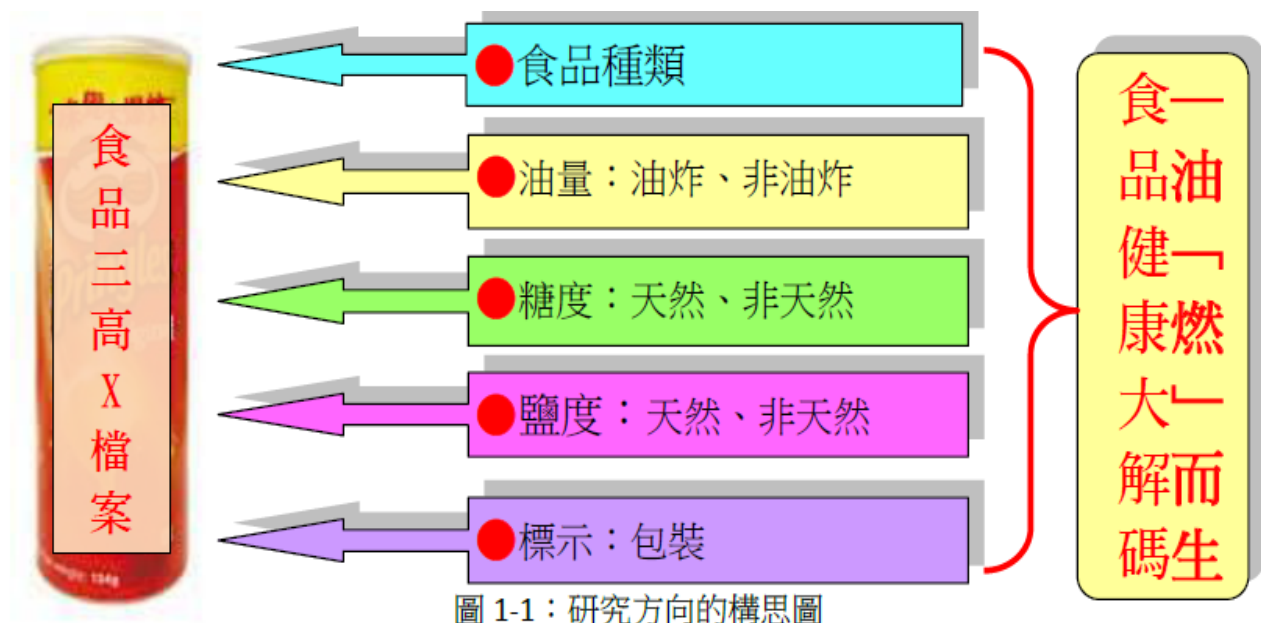 食品三高X檔案
Pringles
134g
食品種類
油量：油炸、非油炸
糖度：天然、非天然
鹽度：天然、非天然
標示：包裝
一油「燃」而生
食品健康大解碼
圖 1-1：研究方向的構思圖